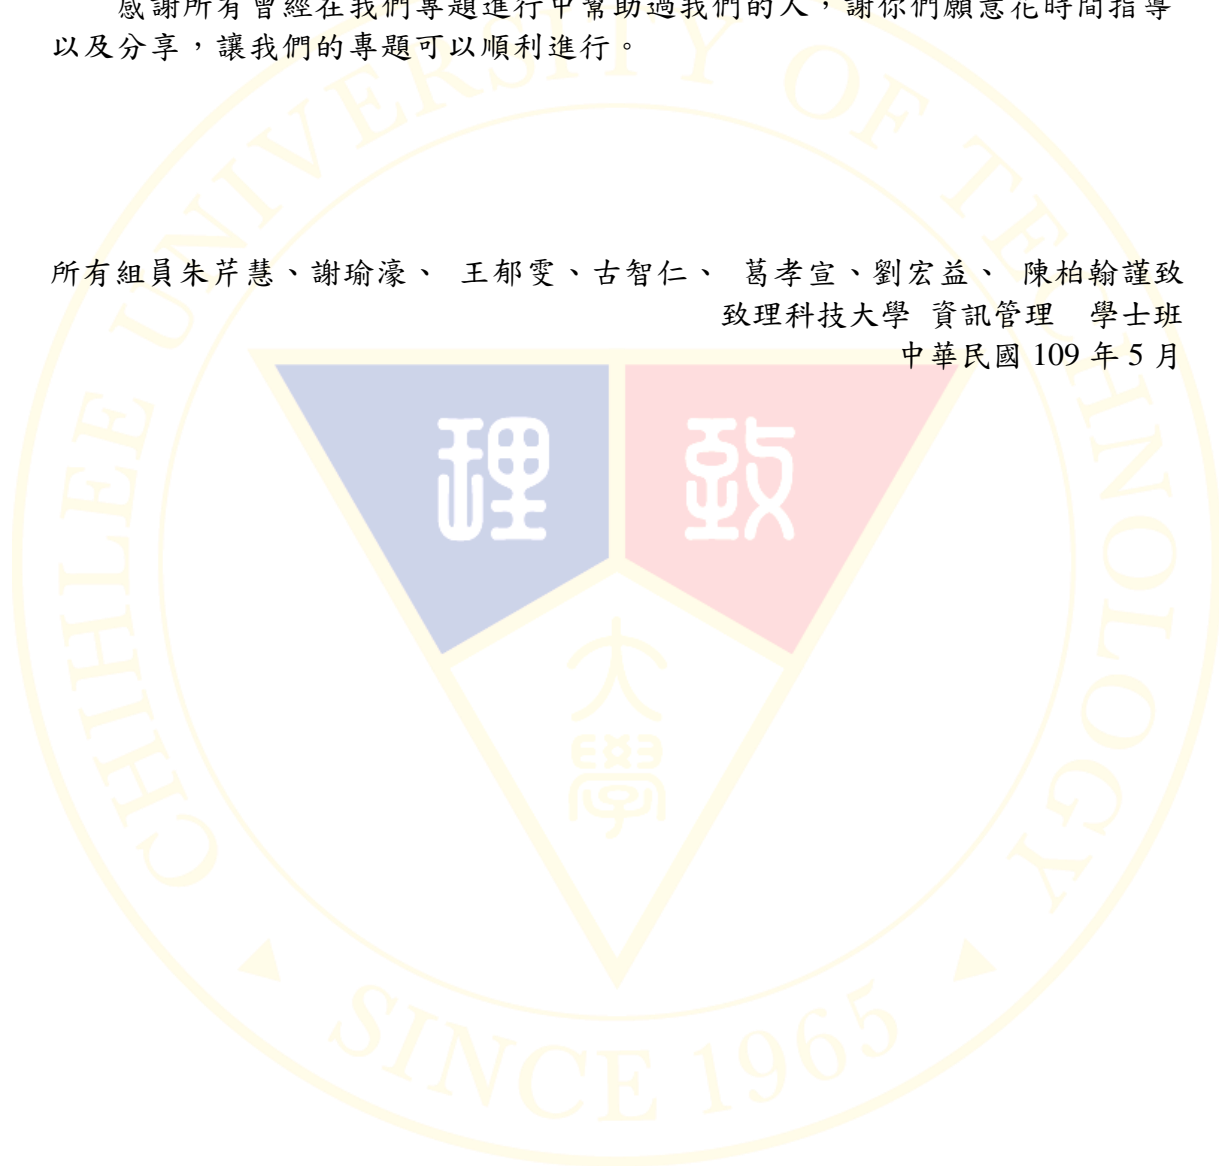 感謝所有曾經在我們專題進行中幫助過我們的人，謝你們願意花時間指導
以及分享，讓我們的專題可以順利進行。
所有組員朱芹慧、謝瑜濠、 王郁雯、古智仁、 葛孝宣、劉宏益、 陳柏翰謹致
致理科技大學 資訊管理　學士班
中華民國 109 年 5 月
CHIHLEE UNIVERSITY OF TECHNOLOGY
理 致
大
學
SINCE 1965